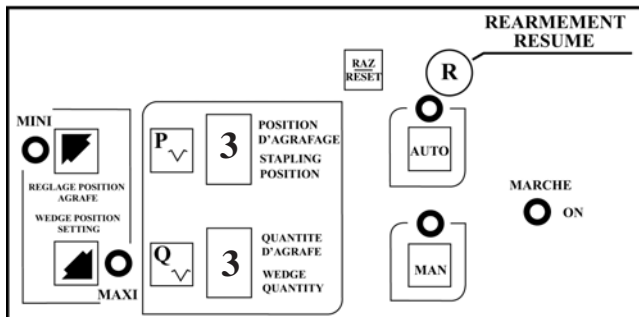 REARMEMENT
RESUME
RAZ
RESET
R
MINI
REGLAGE POSITION
AGRAFE
WEDGE POSITION
SETTING
MAXI
P
3
POSITION
D'AGRAFAGE
STAPLING
POSITION
Q
3
QUANTITE
D'AGRAFE
WEDGE
QUANTITY
AUTO
MAN
MARCHE
ON